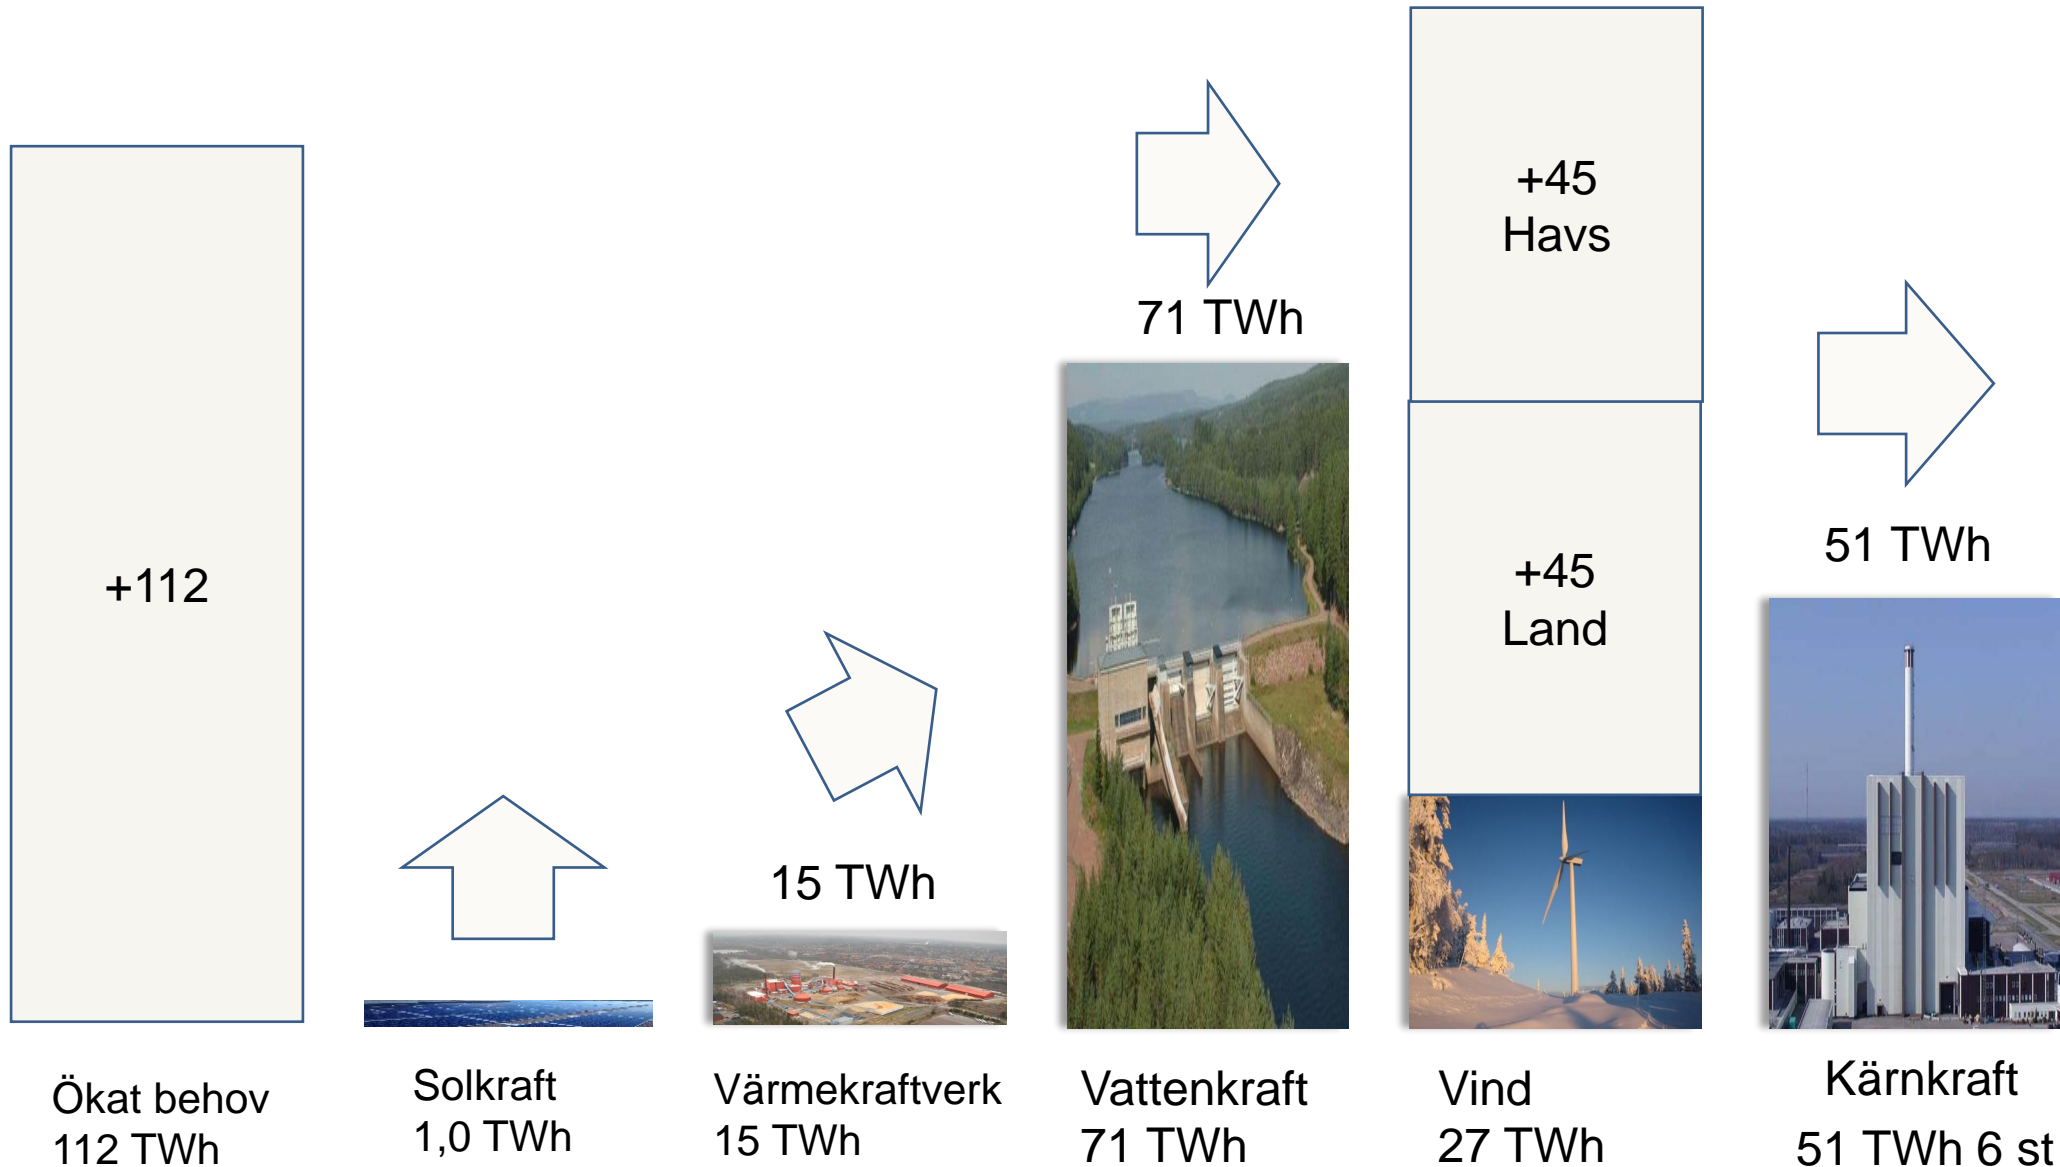 +112
Ökat behov
112 TWh
Solkraft
1,0 TWh
15 TWh
Värmekraftverk
15 TWh
71 TWh
Vattenkraft
71 TWh
+45
Havs
+45
Land
Vind
27 TWh
51 TWh
Kärnkraft
51 TWh 6 st